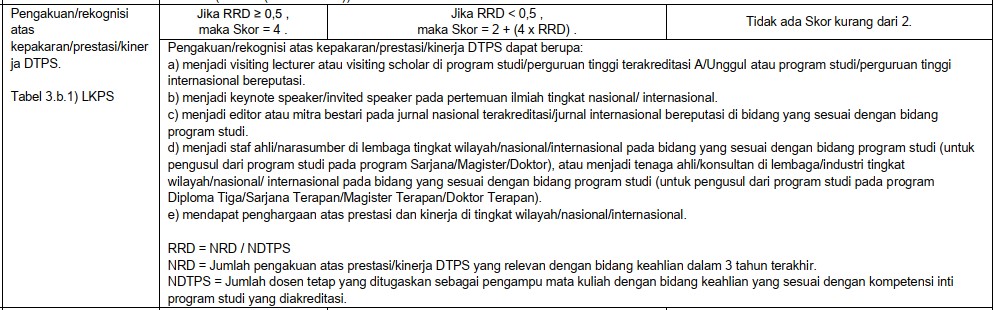 Pengakuan/rekognisi
atas
kepakaran/prestasi/kiner
ja DTPS.
Tabel 3.b.1) LKPS
Jika RRD ≥ 0,5 ,
maka Skor = 4 .
Jika RRD < 0,5 ,
maka Skor = 2 + (4 x RRD) .
Tidak ada Skor kurang dari 2.
Pengakuan/rekognisi atas kepakaran/prestasi/kinerja DTPS dapat berupa:
a) menjadi visiting lecturer atau visiting scholar di program studi/perguruan tinggi terakreditasi A/Unggul atau program studi/perguruan tinggi
internasional bereputasi.
b) menjadi keynote speaker/invited speaker pada pertemuan ilmiah tingkat nasional/ internasional.
c) menjadi editor atau mitra bestari pada jurnal nasional terakreditasi/jurnal internasional bereputasi di bidang yang sesuai dengan bidang
program studi.
d) menjadi staf ahli/narasumber di lembaga tingkat wilayah/nasional/internasional pada bidang yang sesuai dengan bidang program studi (untuk
pengusul dari program studi pada program Sarjana/Magister/Doktor), atau menjadi tenaga ahli/konsultan di lembaga/industri tingkat
wilayah/nasional/ internasional pada bidang yang sesuai dengan bidang program studi (untuk pengusul dari program studi pada program
Diploma Tiga/Sarjana Terapan/Magister Terapan/Doktor Terapan).
e) mendapat penghargaan atas prestasi dan kinerja di tingkat wilayah/nasional/internasional.
RRD = NRD / NDTPS
NRD = Jumlah pengakuan atas prestasi/kinerja DTPS yang relevan dengan bidang keahlian dalam 3 tahun terakhir.
NDTPS = Jumlah dosen tetap yang ditugaskan sebagai pengampu mata kuliah dengan bidang keahlian yang sesuai dengan kompetensi inti
program studi yang diakreditasi.